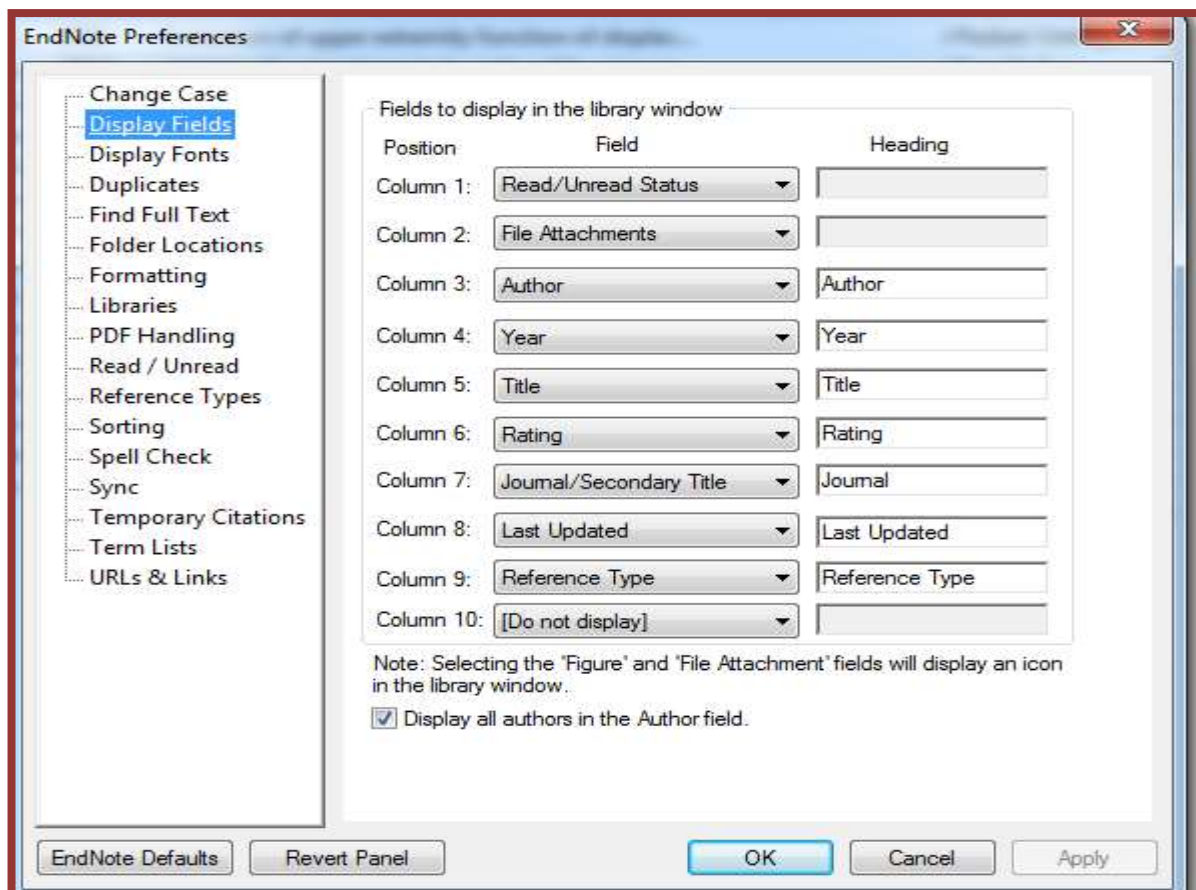 EndNote Preferences
Change Case
Display Fields
Display Fonts
Duplicates
Find Full Text
Folder Locations
Formatting
Libraries
PDF Handling
Read / Unread
Reference Types
Sorting
Spell Check
Sync
Temporary Citations
Term Lists
URLs & Links
Fields to display in the library window
Position Field Heading
Column 1: Read/Unread Status
Column 2: File Attachments
Column 3: Author Author
Column 4: Year Year
Column 5: Title Title
Column 6: Rating Rating
Column 7: Journal/Secondary Title Journal
Column 8: Last Updated Last Updated
Column 9: Reference Type Reference Type
Column 10: [Do not display]
Note: Selecting the 'Figure' and 'File Attachment' fields will display an icon
in the library window.
Display all authors in the Author field.
EndNote Defaults Revert Panel OK Cancel Apply